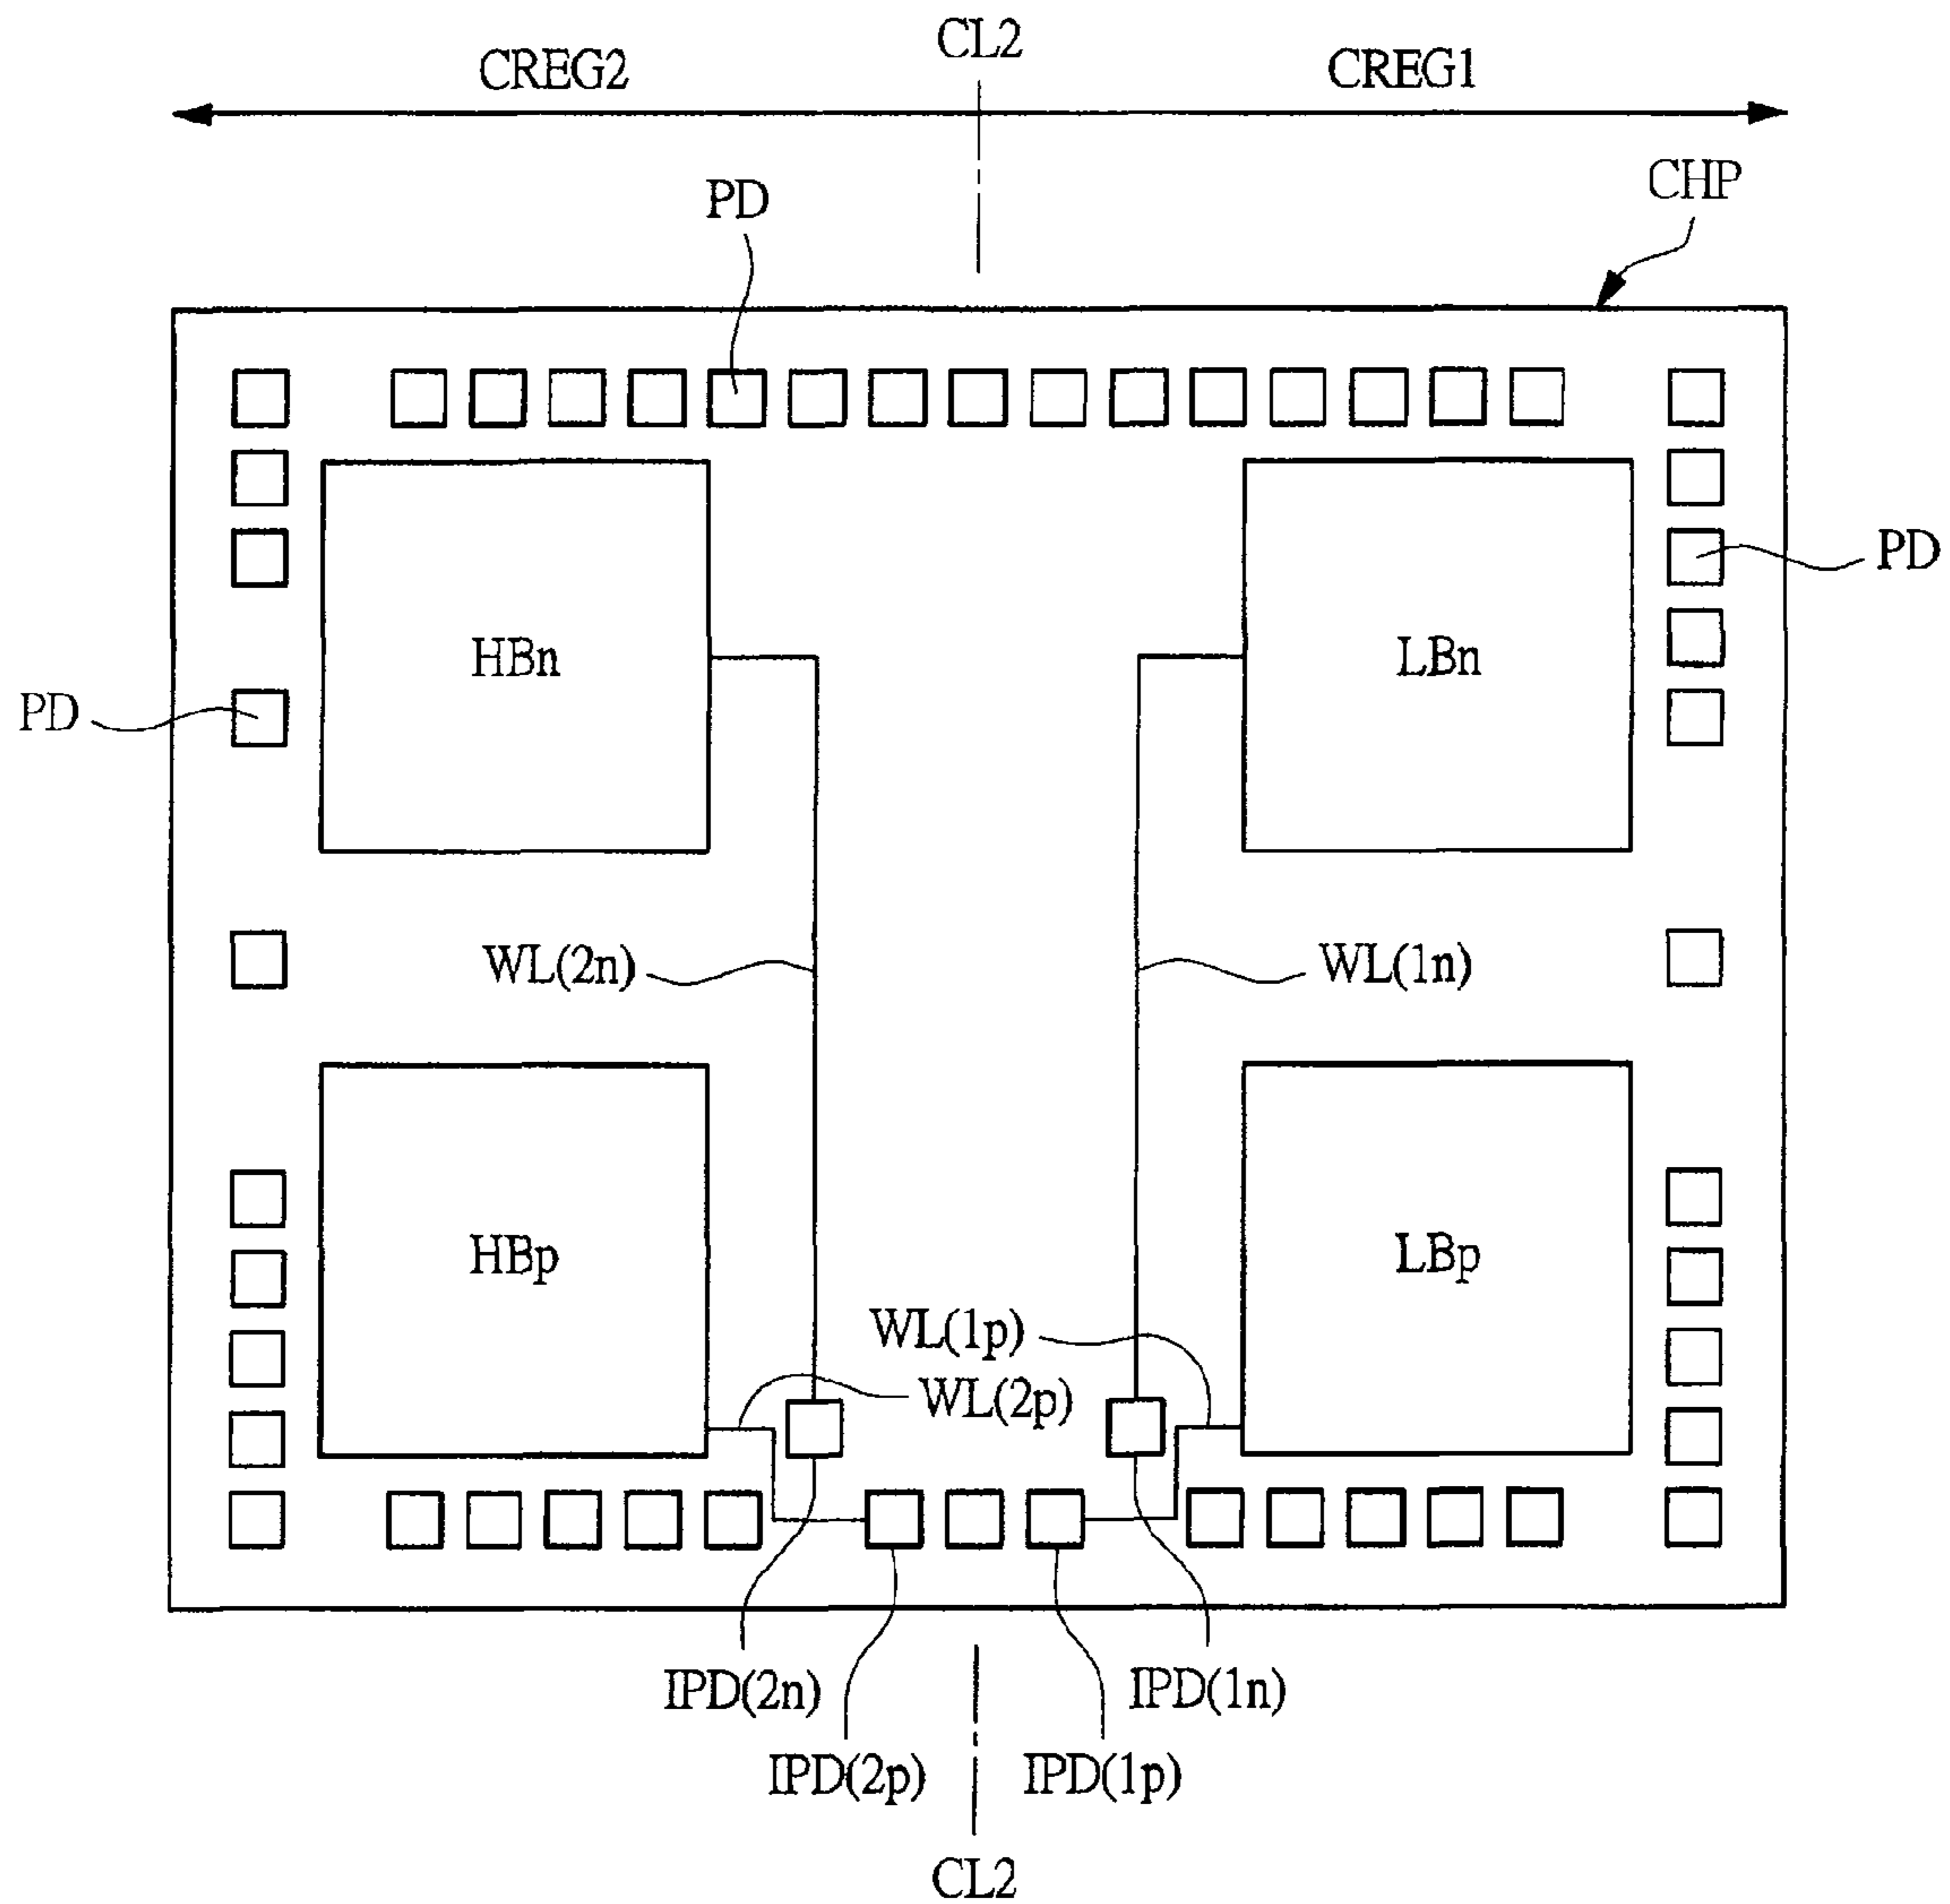 CL2
CREG2
CREG1
CHP
PD
PD
HBn
LBn
PD
WL(2n)
WL(1n)
HBp
LBp
WL(1p)
WL(2p)
IPD(2n)
IPD(1n)
IPD(2p)
IPD(1p)
CL2